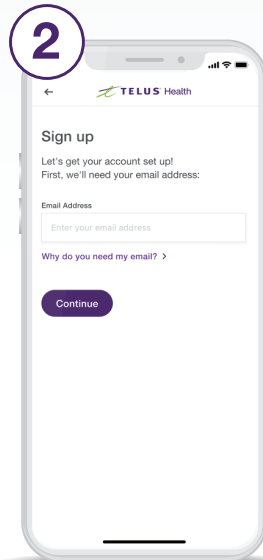 2
TELUS Health
Sign up
Let's get your account set up!
First, we'll need your email address:
Email Address
Enter your email address
Why do you need my email? >
Continue